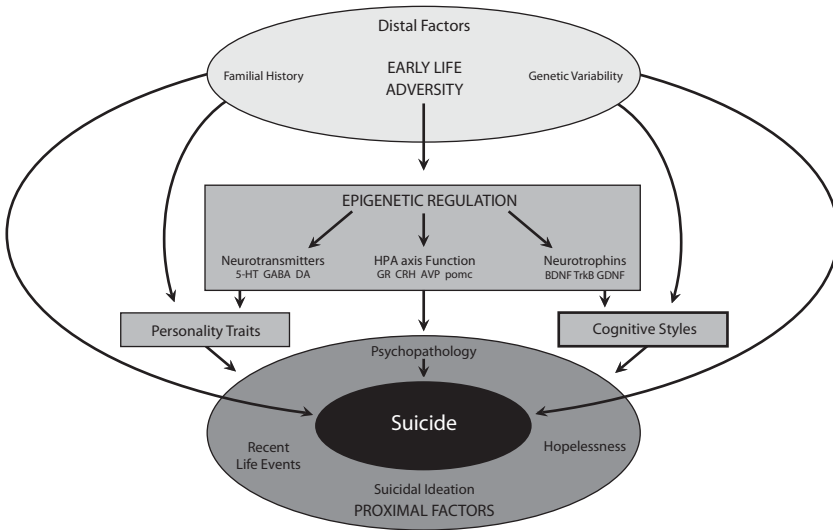 Distal Factors
Familial History
EARLY LIFE
ADVERSITY
Genetic Variability
EPIGENETIC REGULATION
Neurotransmitters
5-HT GABA DA
HPA axis Function
GR CRH AVP pomc
Neurotrophins
BDNF TrkB GDNF
Personality Traits
Cognitive Styles
Psychopathology
Suicide
Recent
Life Events
Hopelessness
Suicidal Ideation
PROXIMAL FACTORS